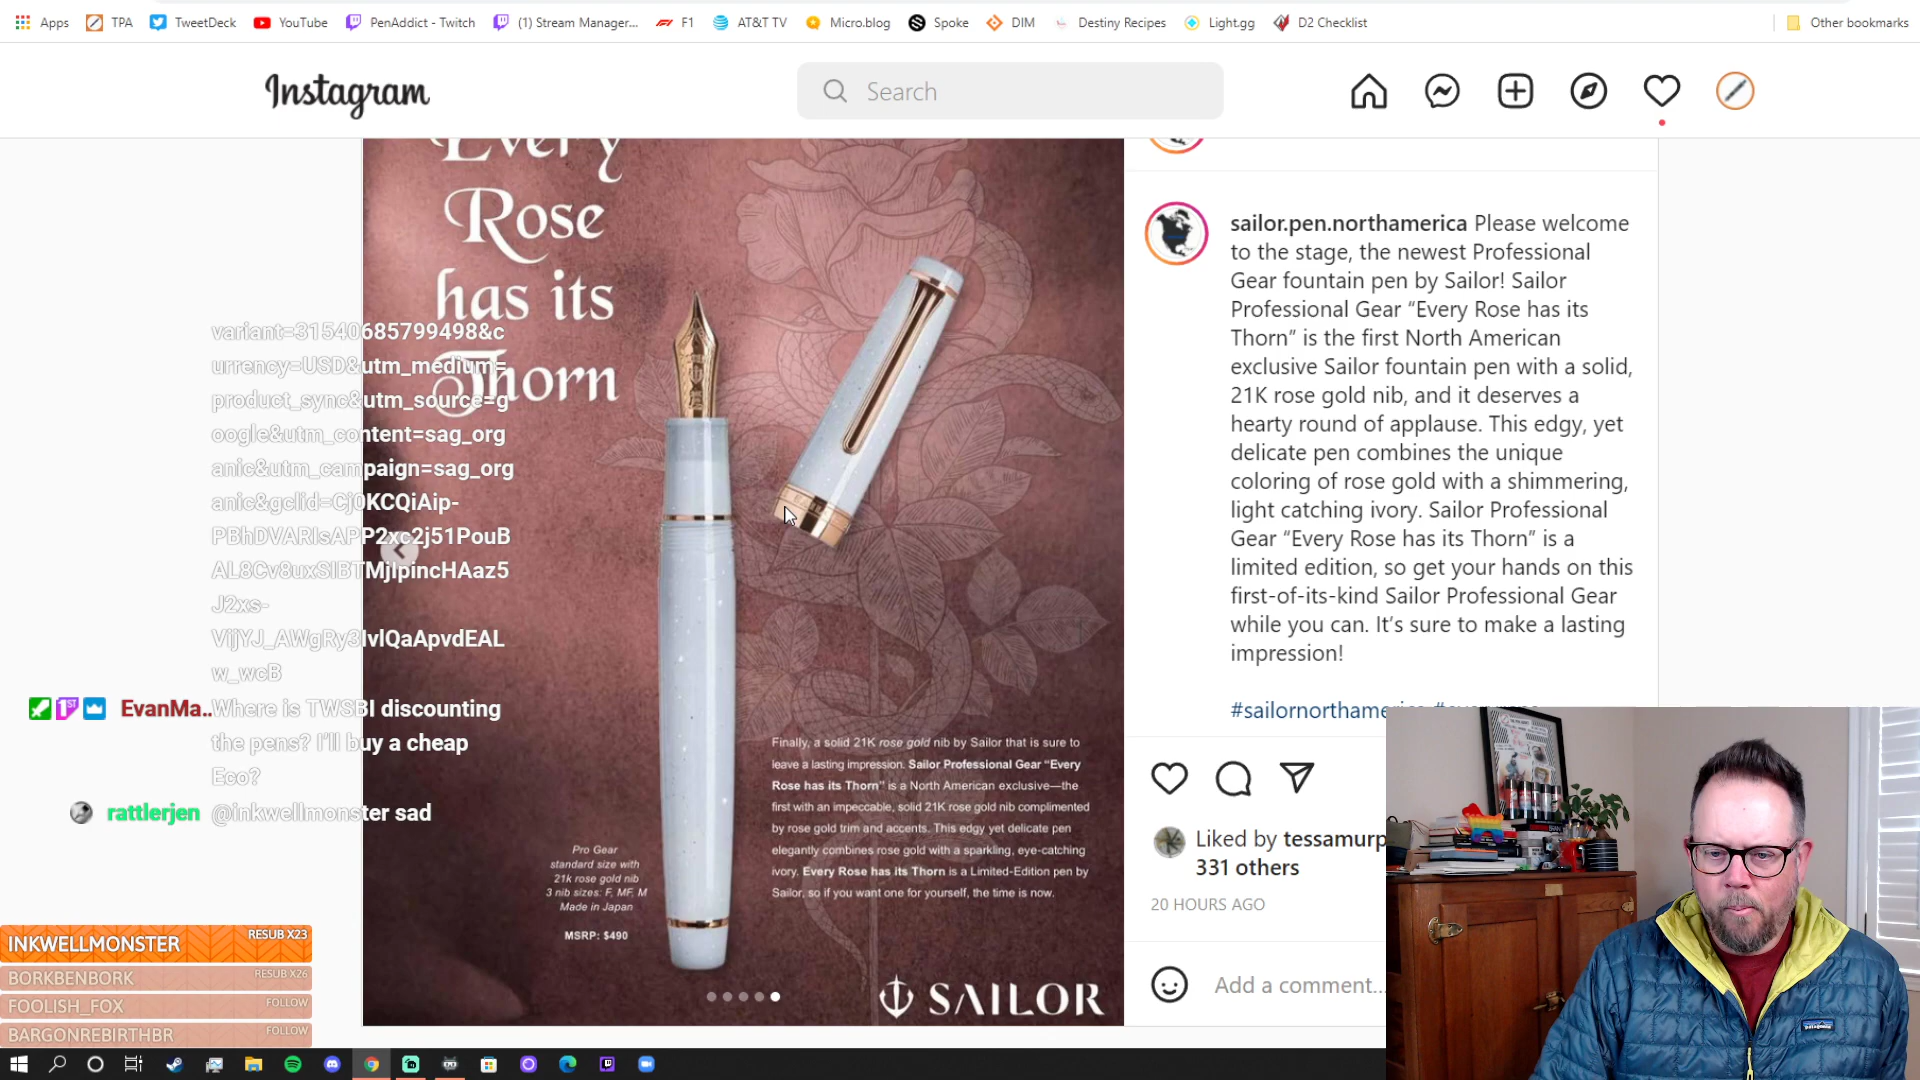 Apps
TPA
TweetDeck
YouTube
PenAddict - Twitch
(1) Stream Manager...
F1
AT&T TV
Micro.blog
Spoke
DIM
Destiny Recipes
Light.gg
D2 Checklist
Other bookmarks
Instagram
Search
Every
Rose
has its
Thorn
variant=31540685799498&c
urrency=USD&utm_medium=
product_sync&utm_source=g
oogle&utm_content=sag_org
anic&utm_campaign=sag_org
anic&gclid=Cj0KCQiAip-
J2xs-
w_wcB
EvanMa.. Where is TWSBI discounting
the pens? I'll buy a cheap
Eco?
rattlerjen @inkwellmonster sad
Finally, a solid 21K rose gold nib by Sailor that is sure to
leave a lasting impression. Sailor Professional Gear "Every
Rose has its Thorn" is a North American exclusive—the
first with an impeccable, solid 21K rose gold nib complimented
by rose gold trim and accents. This edgy yet delicate pen
elegantly combines rose gold with a sparkling, eye-catching
ivory. Every Rose has its Thorn is a Limited-Edition pen by
Sailor, so if you want one for yourself, the time is now.
Pro Gear
standard size with
21k rose gold nib
3 nib sizes: F, MF, M
Made in Japan
MSRP: $490
SAILOR
sailor.pen.northamerica Please welcome
to the stage, the newest Professional
Gear fountain pen by Sailor! Sailor
Professional Gear “Every Rose has its
Thorn” is the first North American
exclusive Sailor fountain pen with a solid,
21K rose gold nib, and it deserves a
hearty round of applause. This edgy, yet
delicate pen combines the unique
coloring of rose gold with a shimmering,
light catching ivory. Sailor Professional
Gear “Every Rose has its Thorn” is a
limited edition, so get your hands on this
first-of-its-kind Sailor Professional Gear
while you can. It’s sure to make a lasting
impression!
Liked by tessamurp
331 others
20 HOURS AGO
Add a comment...
INKWELLMONSTER RESUB X23
BORKBENBORK RESUB X26
FOOLISH_FOX FOLLOW
BARGONREBIRTHBR FOLLOW
patagonia